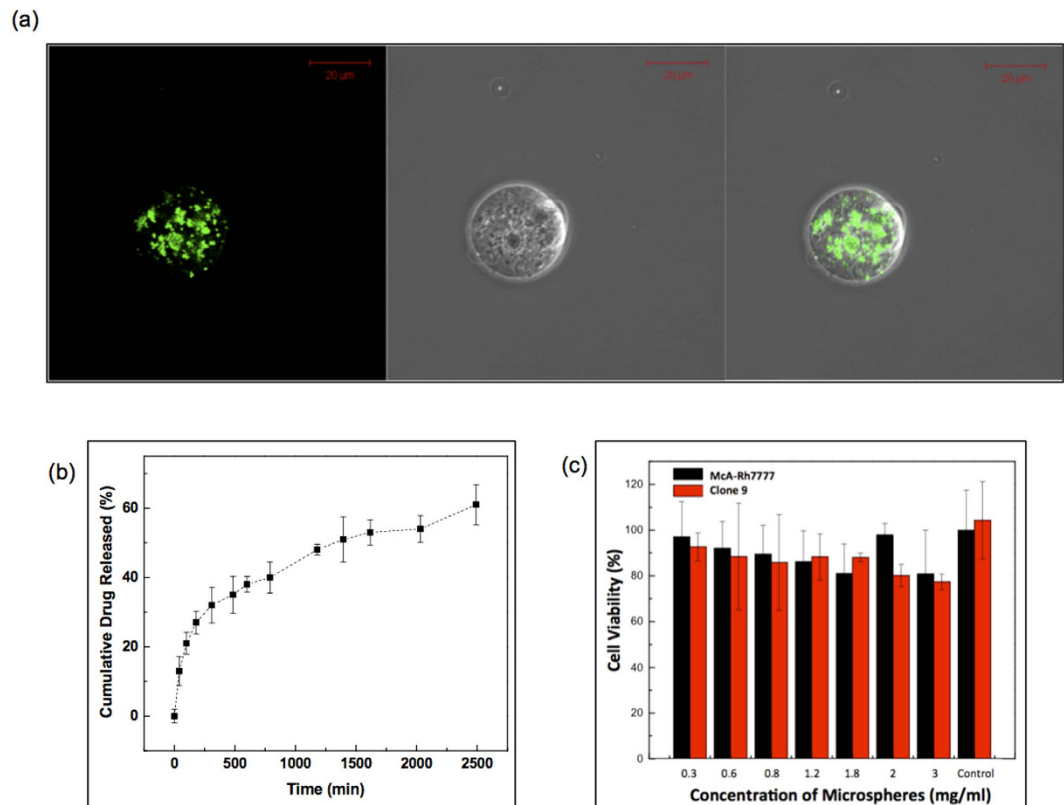 (a)
20 μm
20 μm
20 μm
(b)
Cumulative Drug Released (%)
60
40
20
0
0 500 1000 1500 2000 2500
Time (min)
(c)
McA-Rh7777
Clone 9
Cell Viability (%)
120
100
80
60
40
20
0
0.3 0.6 0.8 1.2 1.8 2 3 Control
Concentration of Microspheres (mg/ml)